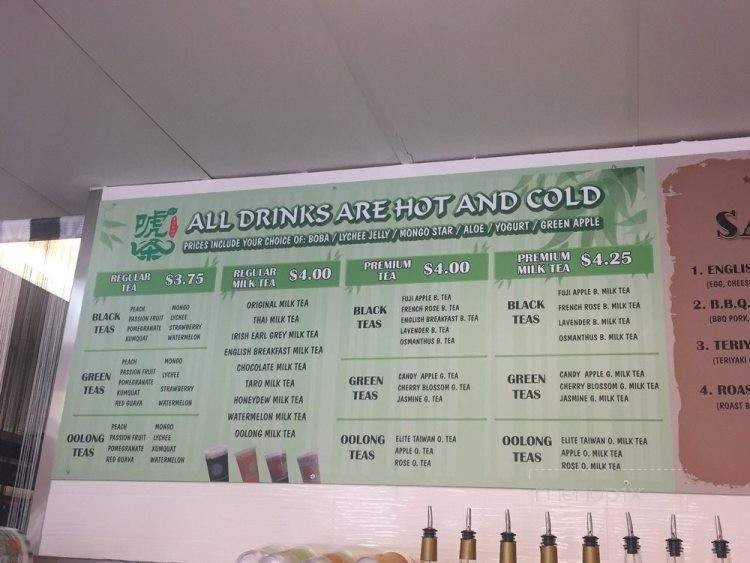 號茶
ALL DRINKS ARE HOT AND COLD
PRICES INCLUDE YOUR CHOICE OF: BOBA / LYCHEE JELLY / MONGO STAR / ALOE / YOGURT / GREEN APPLE
REGULAR TEA $3.75
BLACK TEAS
PEACH MONGO
PASSION FRUIT LYCHEE
POMEGRANATE STRAWBERRY
KUMQUAT WATERMELON
GREEN TEAS
PEACH MONGO
PASSION FRUIT LYCHEE
POMEGRANATE
KUMQUAT STRAWBERRY
RED GUAVA WATERMELON
OOLONG TEAS
PEACH MONGO
PASSION FRUIT LYCHEE
POMEGRANATE KUMQUAT
RED GUAVA WATERMELON
REGULAR MILK TEA $4.00
ORIGINAL MILK TEA
THAI MILK TEA
IRISH EARL GREY MILK TEA
ENGLISH BREAKFAST MILK TEA
CHOCOLATE MILK TEA
TARO MILK TEA
HONEYDEW MILK TEA
WATERMELON MILK TEA
OOLONG MILK TEA
PREMIUM TEA $4.00
BLACK TEAS
FUJI APPLE B. TEA
FRENCH ROSE B. TEA
ENGLISH BREAKFAST B. TEA
LAVENDER B. TEA
OSMANTHUS B. TEA
GREEN TEAS
CANDY APPLE G. TEA
CHERRY BLOSSOM G. TEA
JASMINE G. TEA
OOLONG TEAS
ELITE TAIWAN O. TEA
APPLE O. TEA
ROSE O. TEA
PREMIUM MILK TEA $4.25
BLACK TEAS
FUJI APPLE B. MILK TEA
FRENCH ROSE B. MILK TEA
LAVENDER B. MILK TEA
OSMANTHUS B. MILK TEA
GREEN TEAS
CANDY APPLE G. MILK TEA
CHERRY BLOSSOM G. MILK TEA
JASMINE G. MILK TEA
OOLONG TEAS
ELITE TAIWAN O. MILK TEA
APPLE O. MILK TEA
ROSE O. MILK TEA
SA
1. ENGLIS
(EGG, CHEES
2. B.B.Q.
(BBQ PORK,
3. TERIY
(TERIYAKI
4. ROAS
(ROAST B